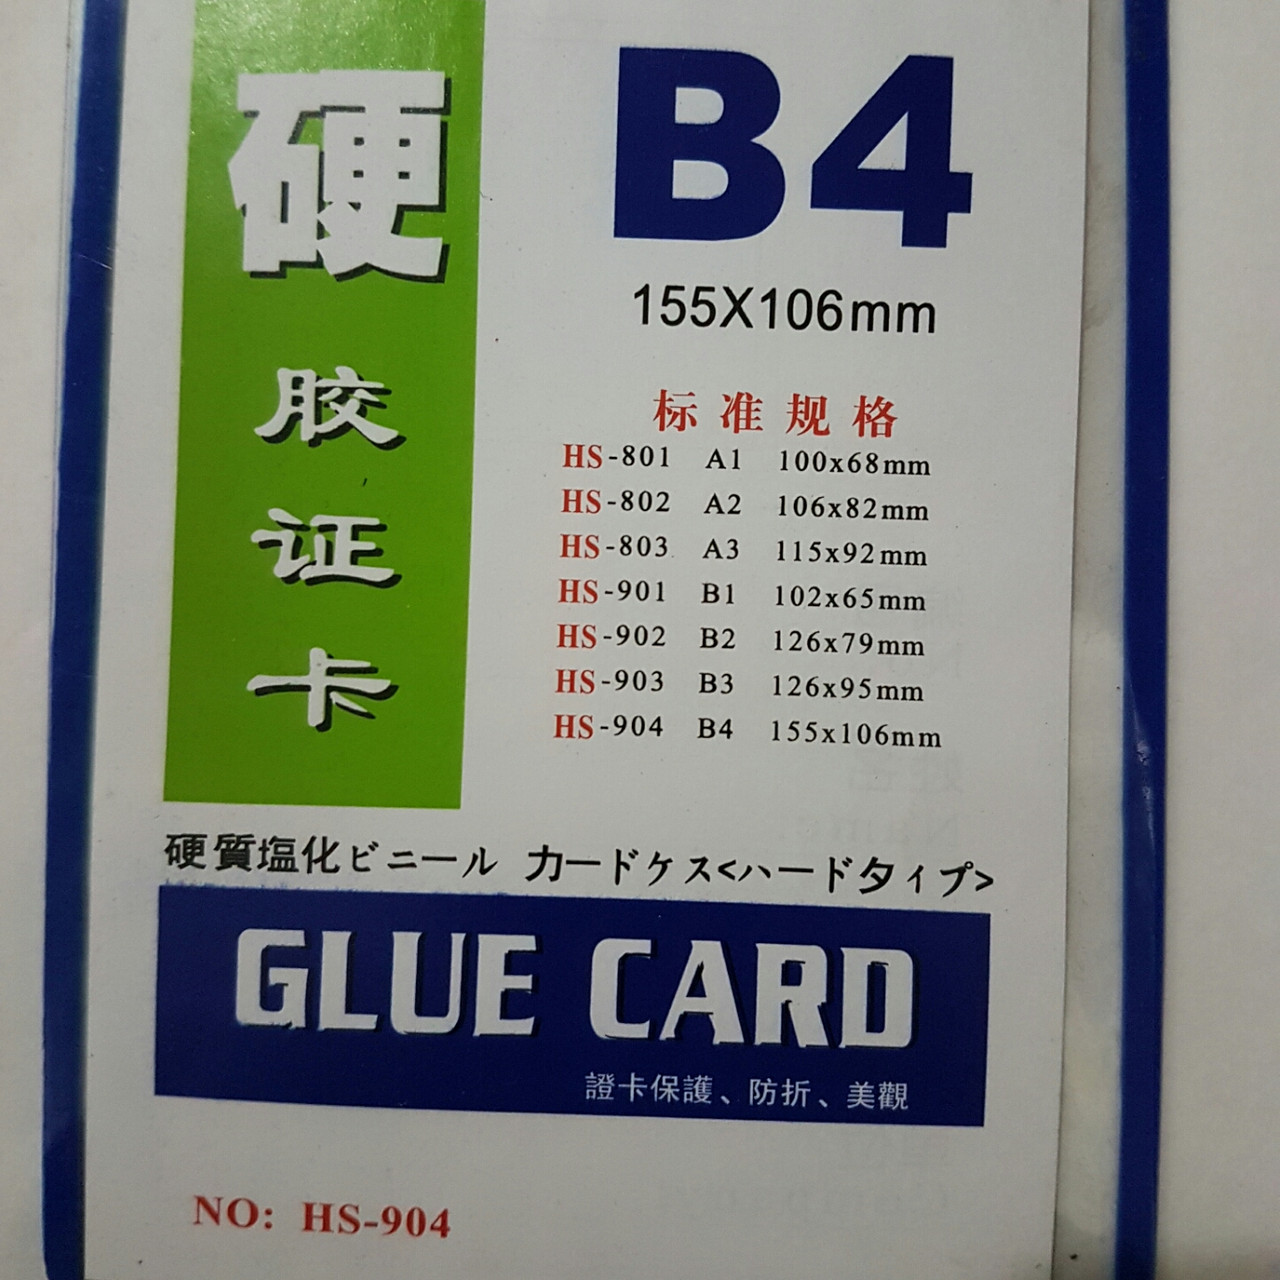 硬胶证卡
B4
155X106mm
标准规格
HS-801 A1 100x68mm
HS-802 A2 106x82mm
HS-803 A3 115x92mm
HS-901 B1 102x65mm
HS-902 B2 126x79mm
HS-903 B3 126x95mm
HS-904 B4 155x106mm
硬質塩化ビニール カードケス<ハードタイプ>
GLUE CARD
證卡保護、防折、美觀
NO: HS-904